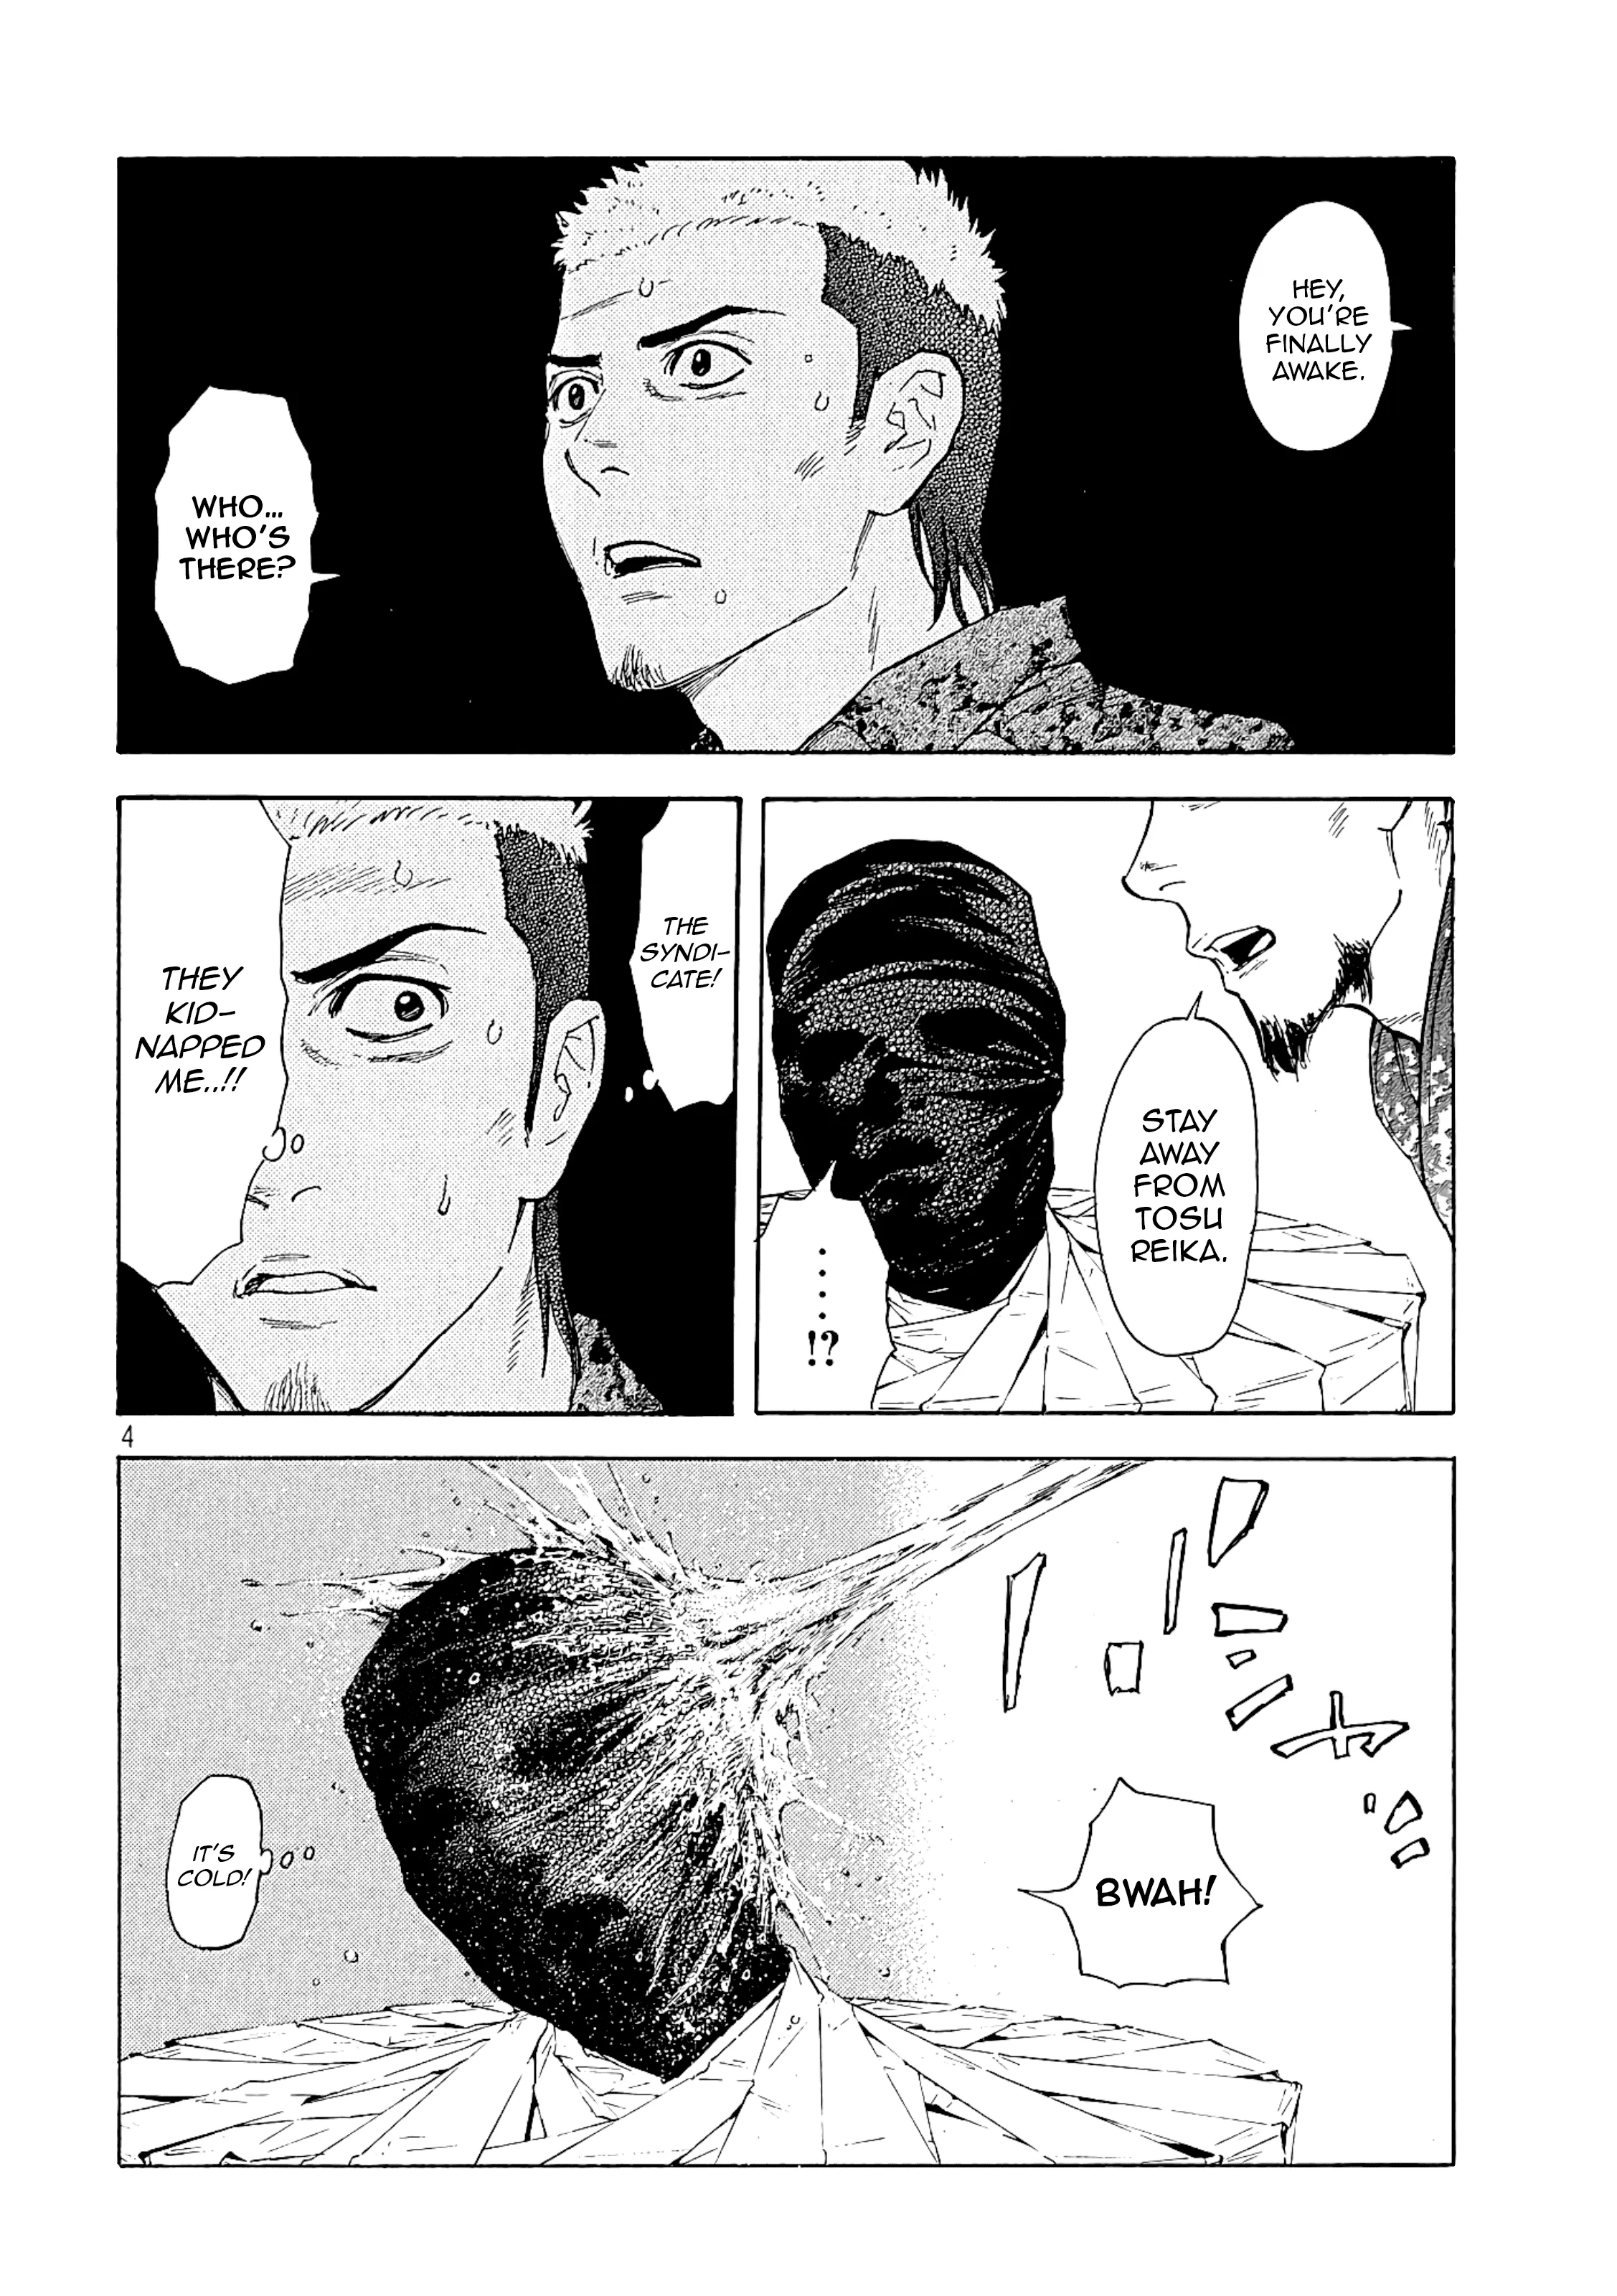 HEY,
YOU'RE
FINALLY
AWAKE.
WHO...
WHO'S
THERE?
STAY
AWAY
FROM
TOSU
REIKA.
.....
!?
THE
SYNDI-
CATE!
THEY
KID-
NAPPED
ME..!!
4
BWAH!
IT'S
COLD!